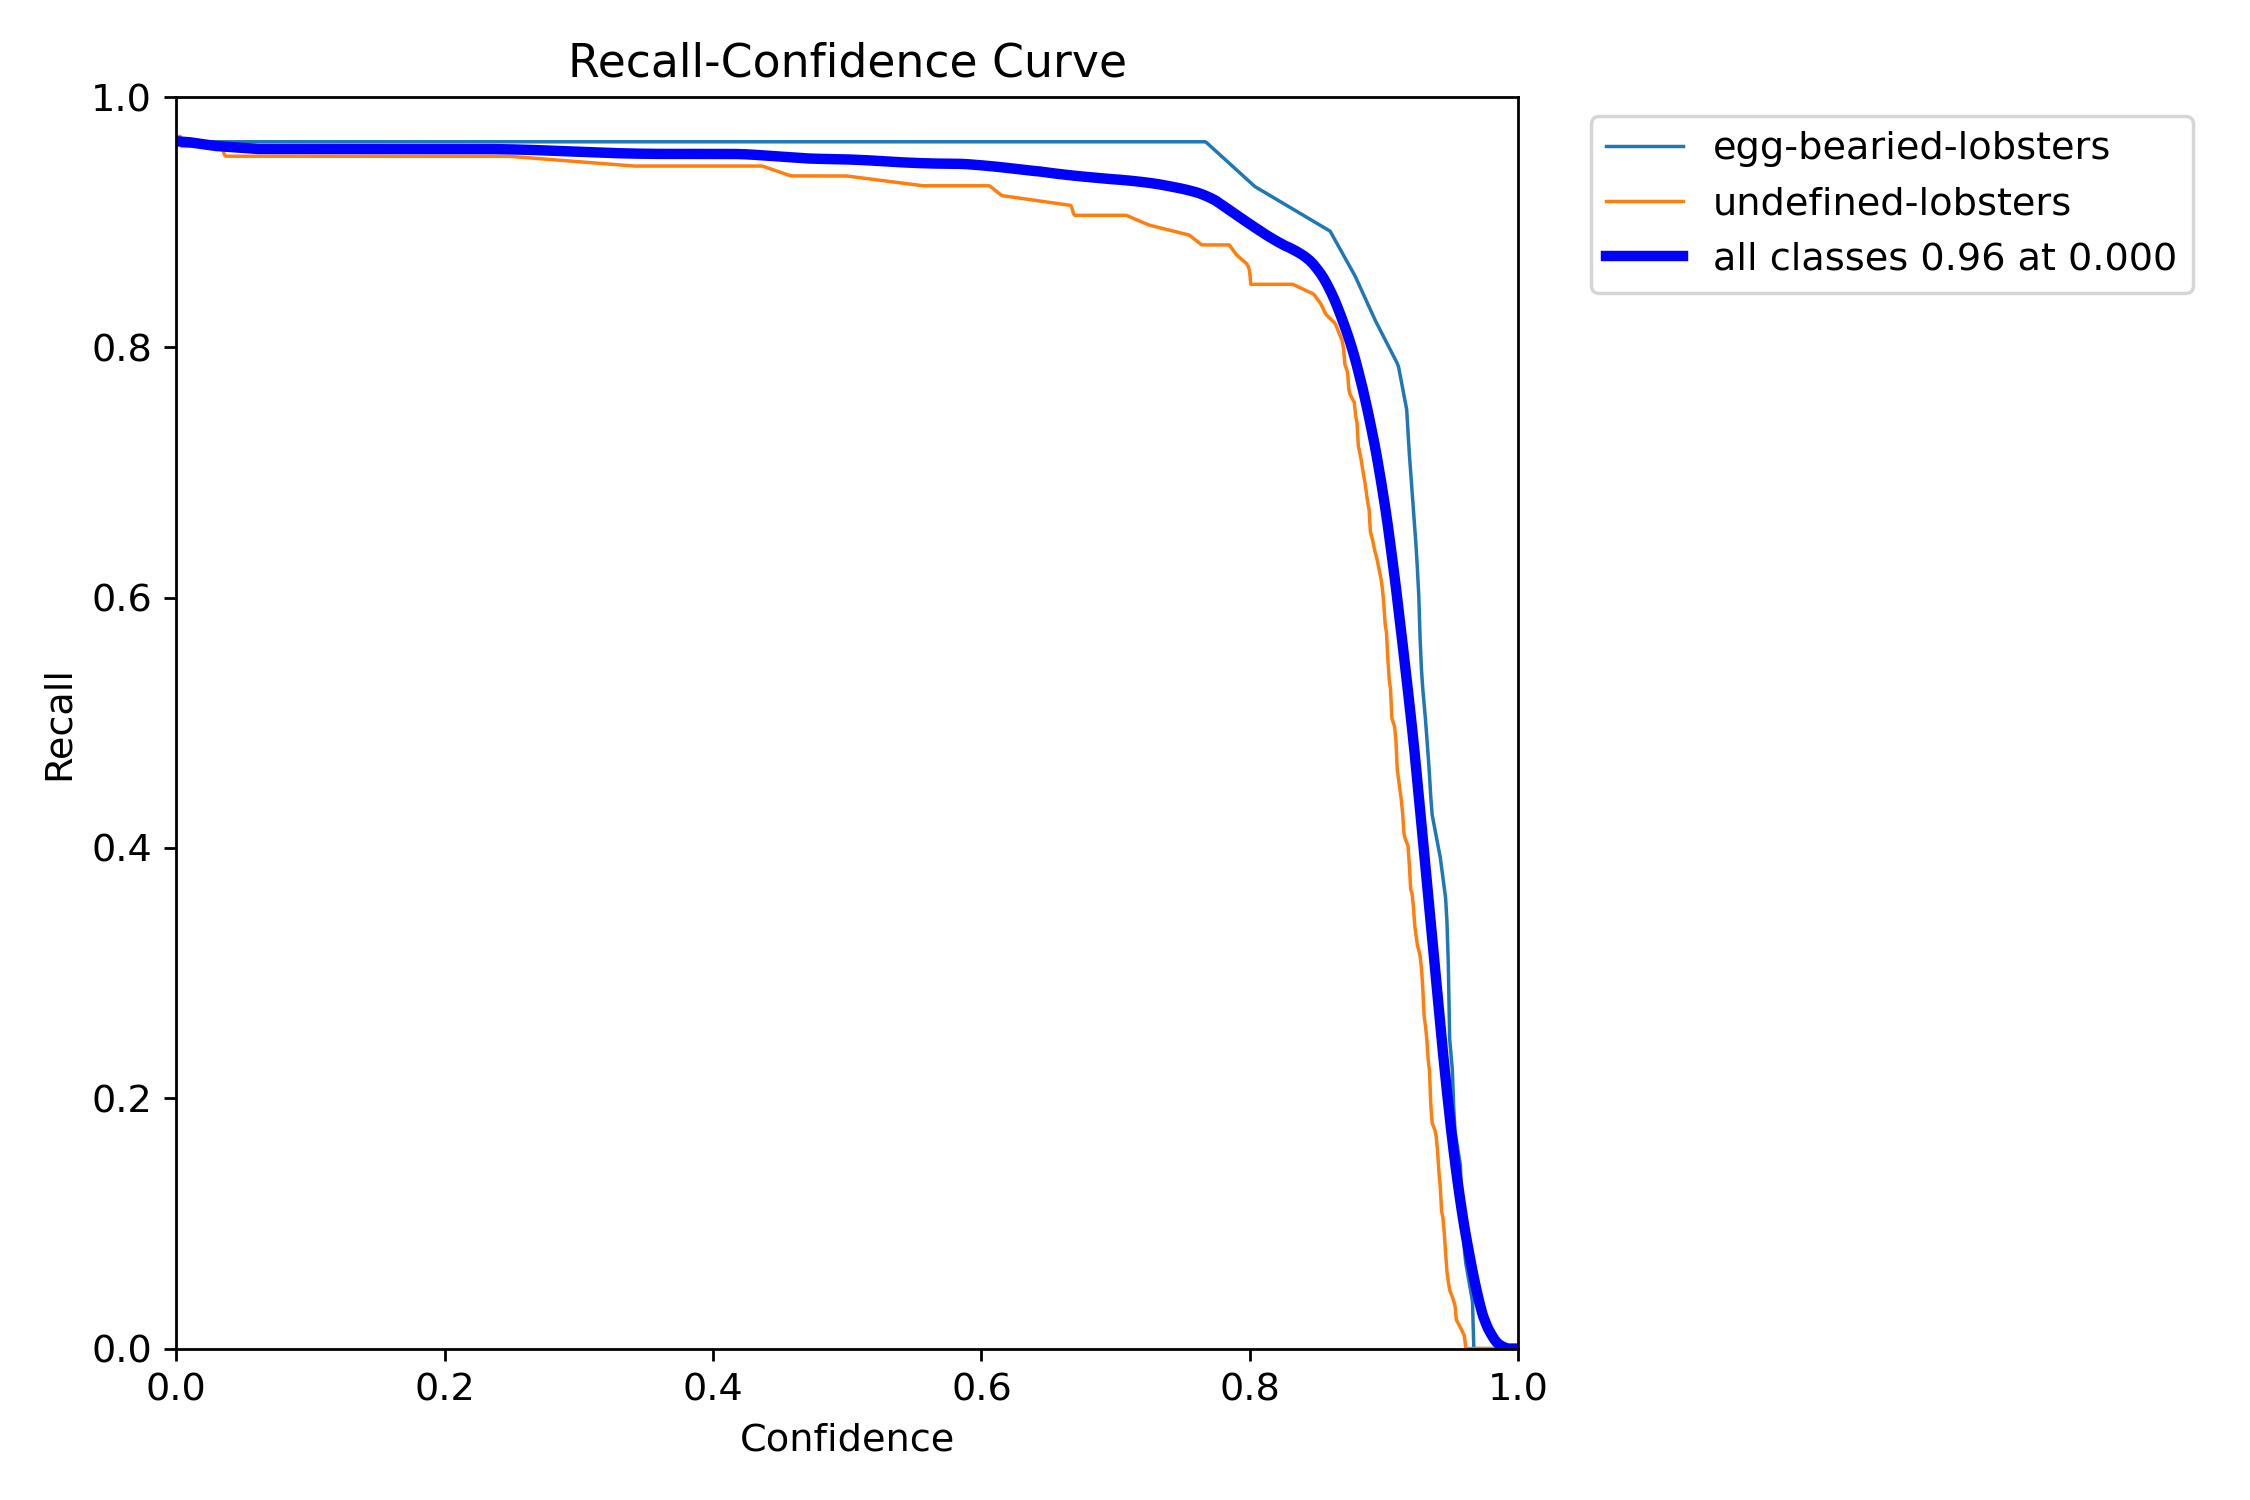 Recall-Confidence Curve
1.0
0.8
0.6
0.4
0.2
0.0
Recall
0.0 0.2 0.4 0.6 0.8 1.0
Confidence
egg-bearied-lobsters
undefined-lobsters
all classes 0.96 at 0.000